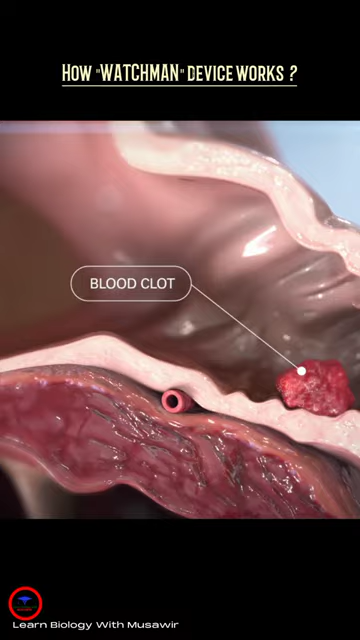 How "WATCHMAN" DEVICE WORKS ?
BLOOD CLOT
Learn Biology With Musawir